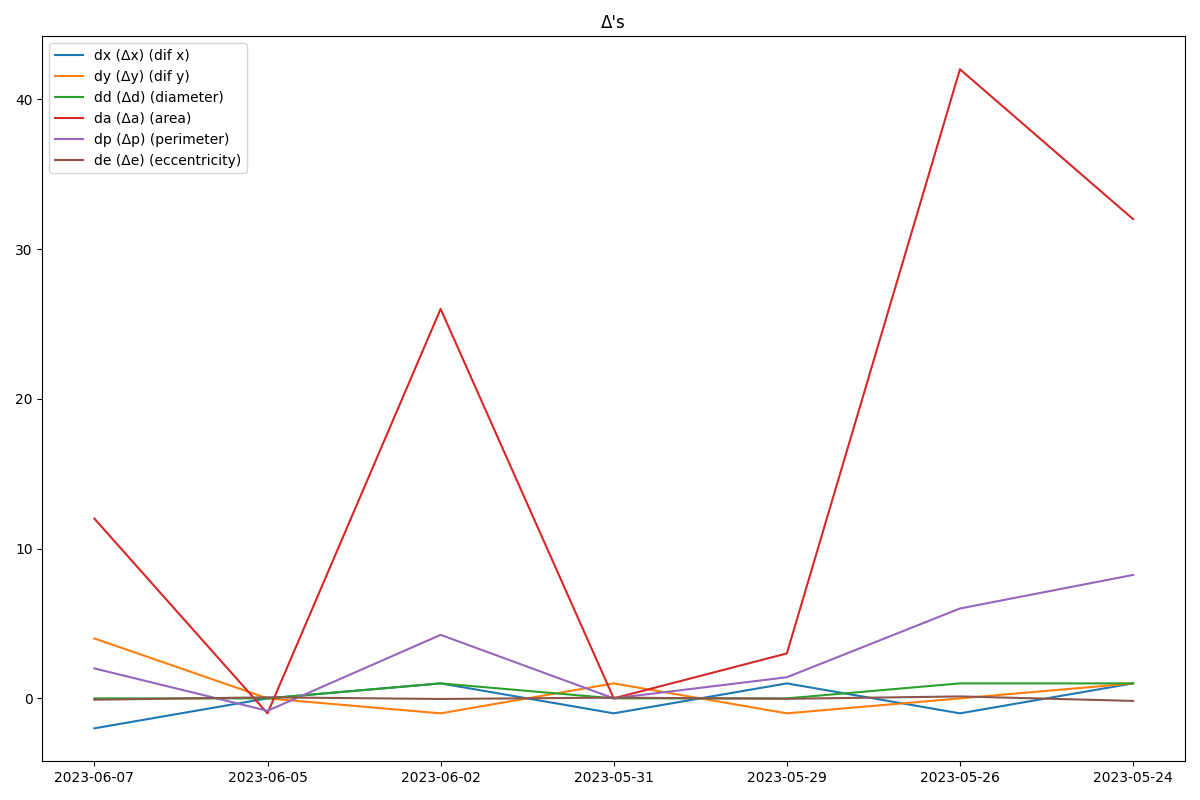 Δ's
dx (Δx) (dif x)
dy (Δy) (dif y)
dd (Δd) (diameter)
da (Δa) (area)
dp (Δp) (perimeter)
de (Δe) (eccentricity)
40
30
20
10
0
2023-06-07 2023-06-05 2023-06-02 2023-05-31 2023-05-29 2023-05-26 2023-05-24